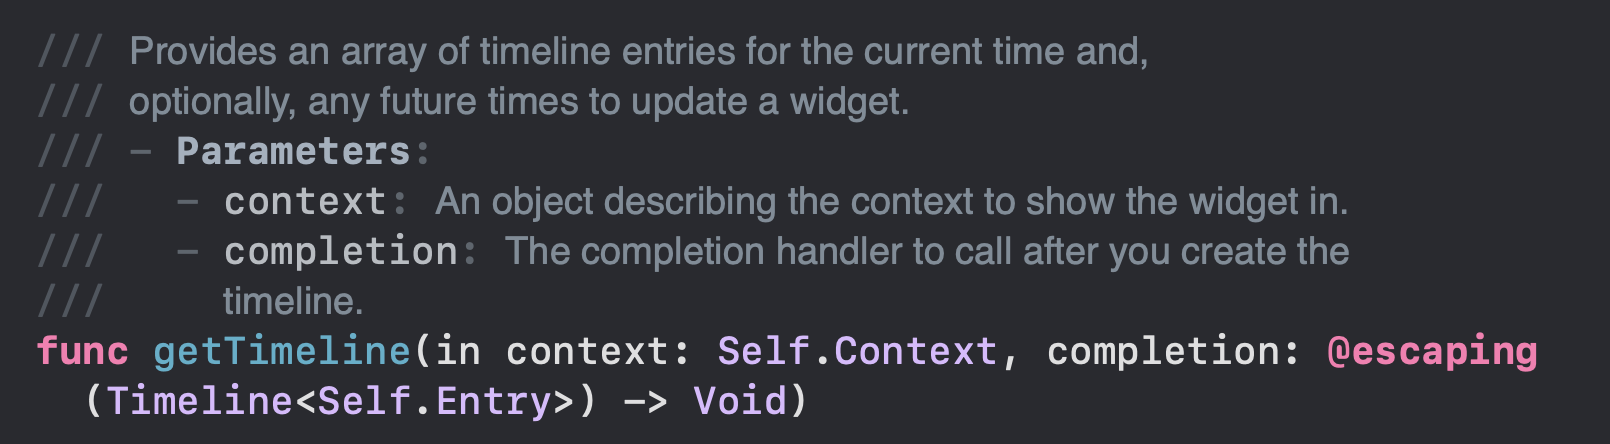 /// Provides an array of timeline entries for the current time and,
/// optionally, any future times to update a widget.
/// - Parameters:
///   - context: An object describing the context to show the widget in.
///   - completion: The completion handler to call after you create the
///     timeline.
func getTimeline(in context: Self.Context, completion: @escaping
  (Timeline<Self.Entry>) -> Void)